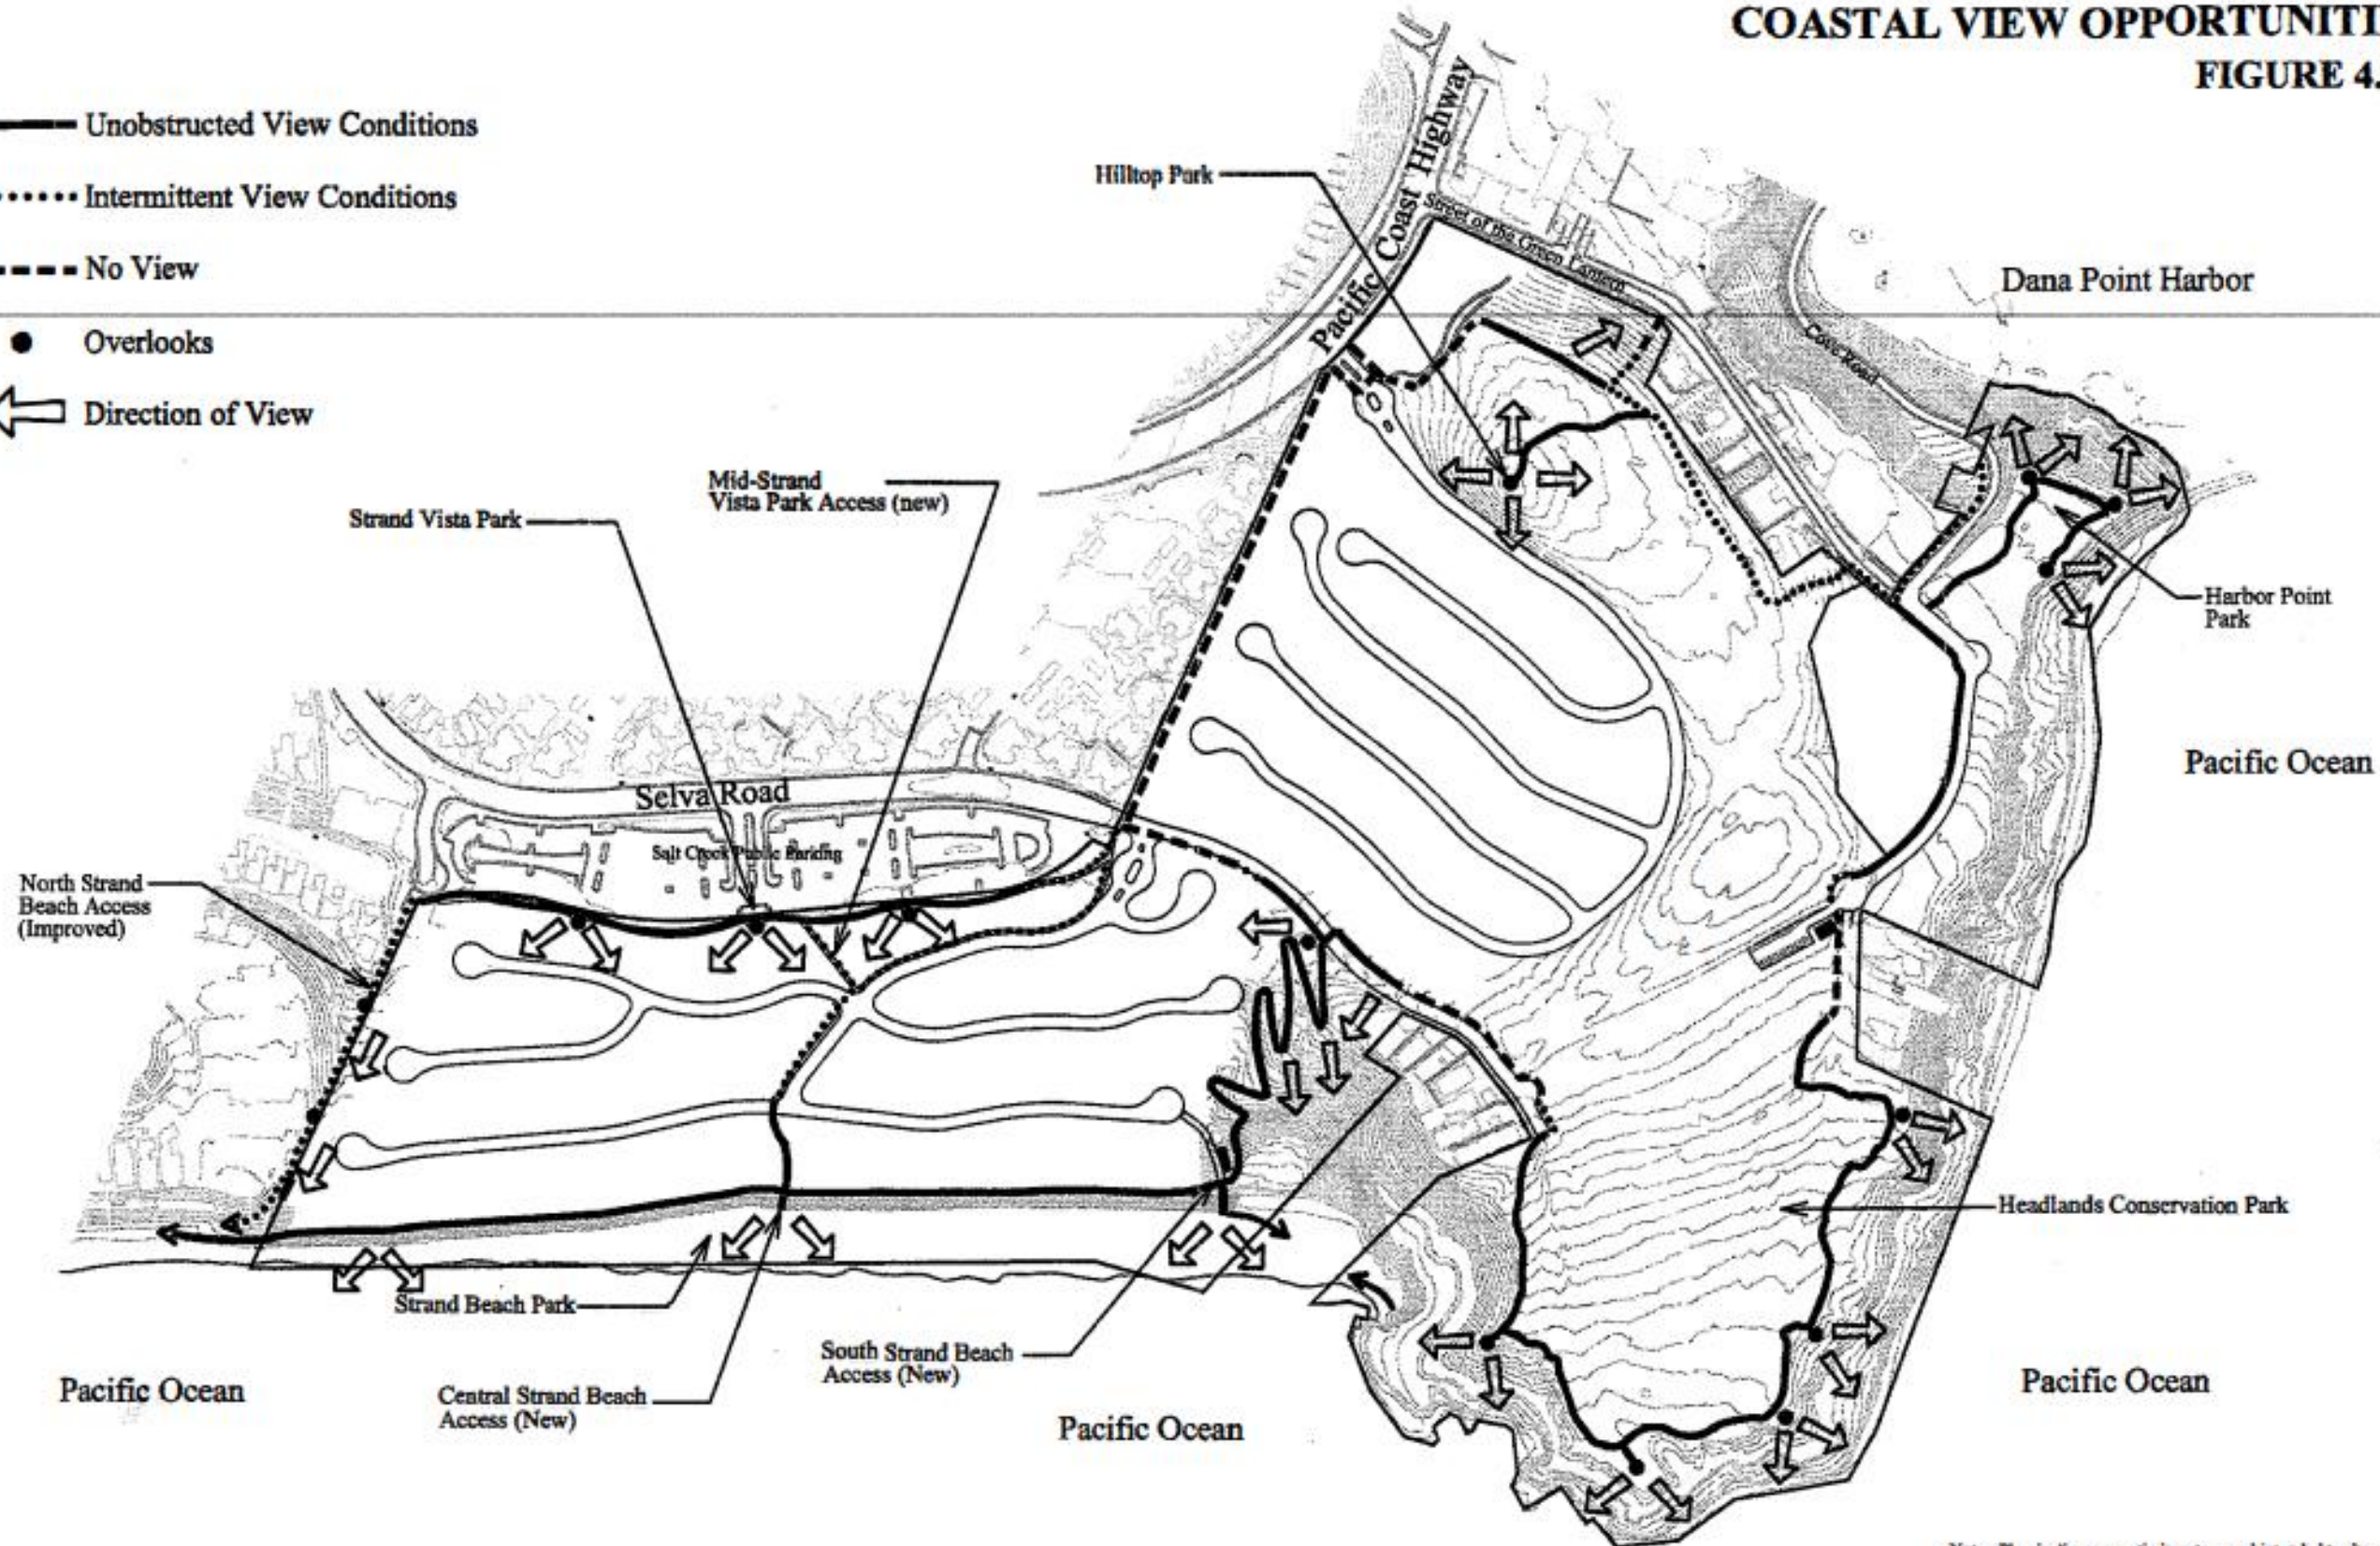 COASTAL VIEW OPPORTUNITI
FIGURE 4.
Unobstructed View Conditions
Intermittent View Conditions
No View
Overlooks
Direction of View
Hilltop Park
Pacific Coast Highway
Street of the Green Lantern
Pacific
Dana Point Harbor
Cove Road
Mid-Strand
Vista Park Access (new)
Strand Vista Park
Harbor Point
Park
Pacific Ocean
Selva Road
Salt Creek Public Parking
North Strand
Beach Access
(Improved)
Headlands Conservation Park
Strand Beach Park
South Strand Beach
Access (New)
Central Strand Beach
Access (New)
Pacific Ocean
Pacific Ocean
Pacific Ocean